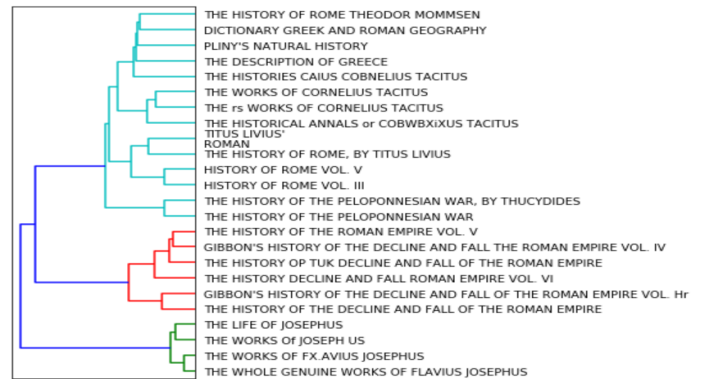 THE HISTORY OF ROME THEODOR MOMMSEN
DICTIONARY GREEK AND ROMAN GEOGRAPHY
PLINY'S NATURAL HISTORY
THE DESCRIPTION OF GREECE
THE HISTORIES CAIUS COBNELIUS TACITUS
THE WORKS OF CORNELIUS TACITUS
THE rs WORKS OF CORNELIUS TACITUS
THE HISTORICAL ANNALS or COBWBXiXUS TACITUS
TITUS LIVIUS'
ROMAN
THE HISTORY OF ROME, BY TITUS LIVIUS
HISTORY OF ROME VOL. V
HISTORY OF ROME VOL. III
THE HISTORY OF THE PELOPONNESIAN WAR, BY THUCYDIDES
THE HISTORY OF THE PELOPONNESIAN WAR
THE HISTORY OF THE ROMAN EMPIRE VOL. V
GIBBON'S HISTORY OF THE DECLINE AND FALL THE ROMAN EMPIRE VOL. IV
THE HISTORY OP TUK DECLINE AND FALL OF THE ROMAN EMPIRE
THE HISTORY DECLINE AND FALL ROMAN EMPIRE VOL. VI
GIBBON'S HISTORY OF THE DECLINE AND FALL OF THE ROMAN EMPIRE VOL. Hr
THE HISTORY OF THE DECLINE AND FALL OF THE ROMAN EMPIRE
THE LIFE OF JOSEPHUS
THE WORKS Of JOSEPH US
THE WORKS OF FX.AVIUS JOSEPHUS
THE WHOLE GENUINE WORKS OF FLAVIUS JOSEPHUS